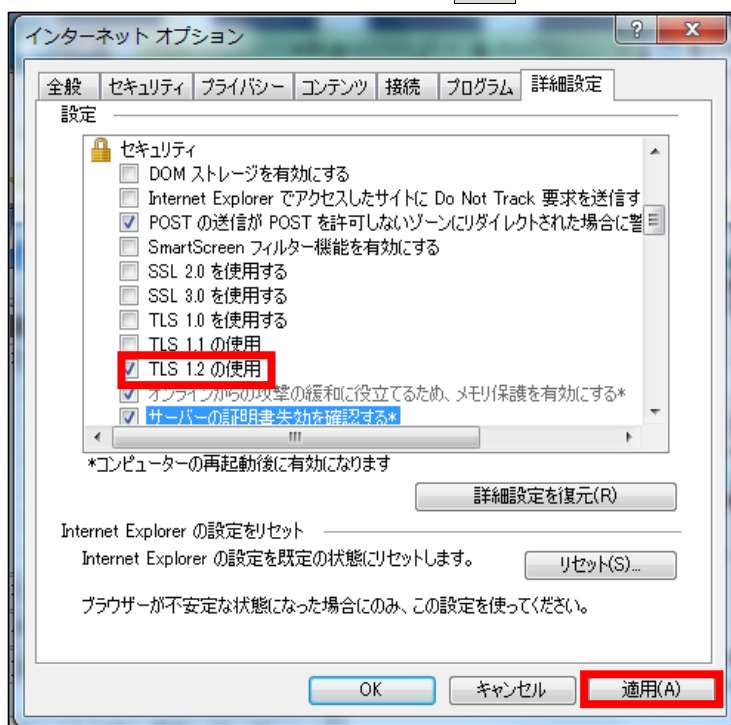 インターネット オプション
?
X
全般 セキュリティ プライバシー コンテンツ 接続 プログラム 詳細設定
設定
セキュリティ
DOM ストレージを有効にする
Internet Explorer でアクセスしたサイトに Do Not Track 要求を送信す
POST の送信が POST を許可しないゾーンにリダイレクトされた場合に警
SmartScreen フィルター機能を有効にする
SSL 2.0 を使用する
SSL 3.0 を使用する
TLS 1.0 を使用する
TLS 1.1 の使用
TLS 1.2 の使用
オンラインからの攻撃の緩和に役立てるため、メモリ保護を有効にする*
サーバーの証明書失効を確認する*
*コンピューターの再起動後に有効になります
詳細設定を復元(R)
Internet Explorer の設定をリセット
Internet Explorer の設定を既定の状態にリセットします。
リセット(S)...
ブラウザーが不安定な状態になった場合にのみ、この設定を使ってください。
OK キャンセル 適用(A)